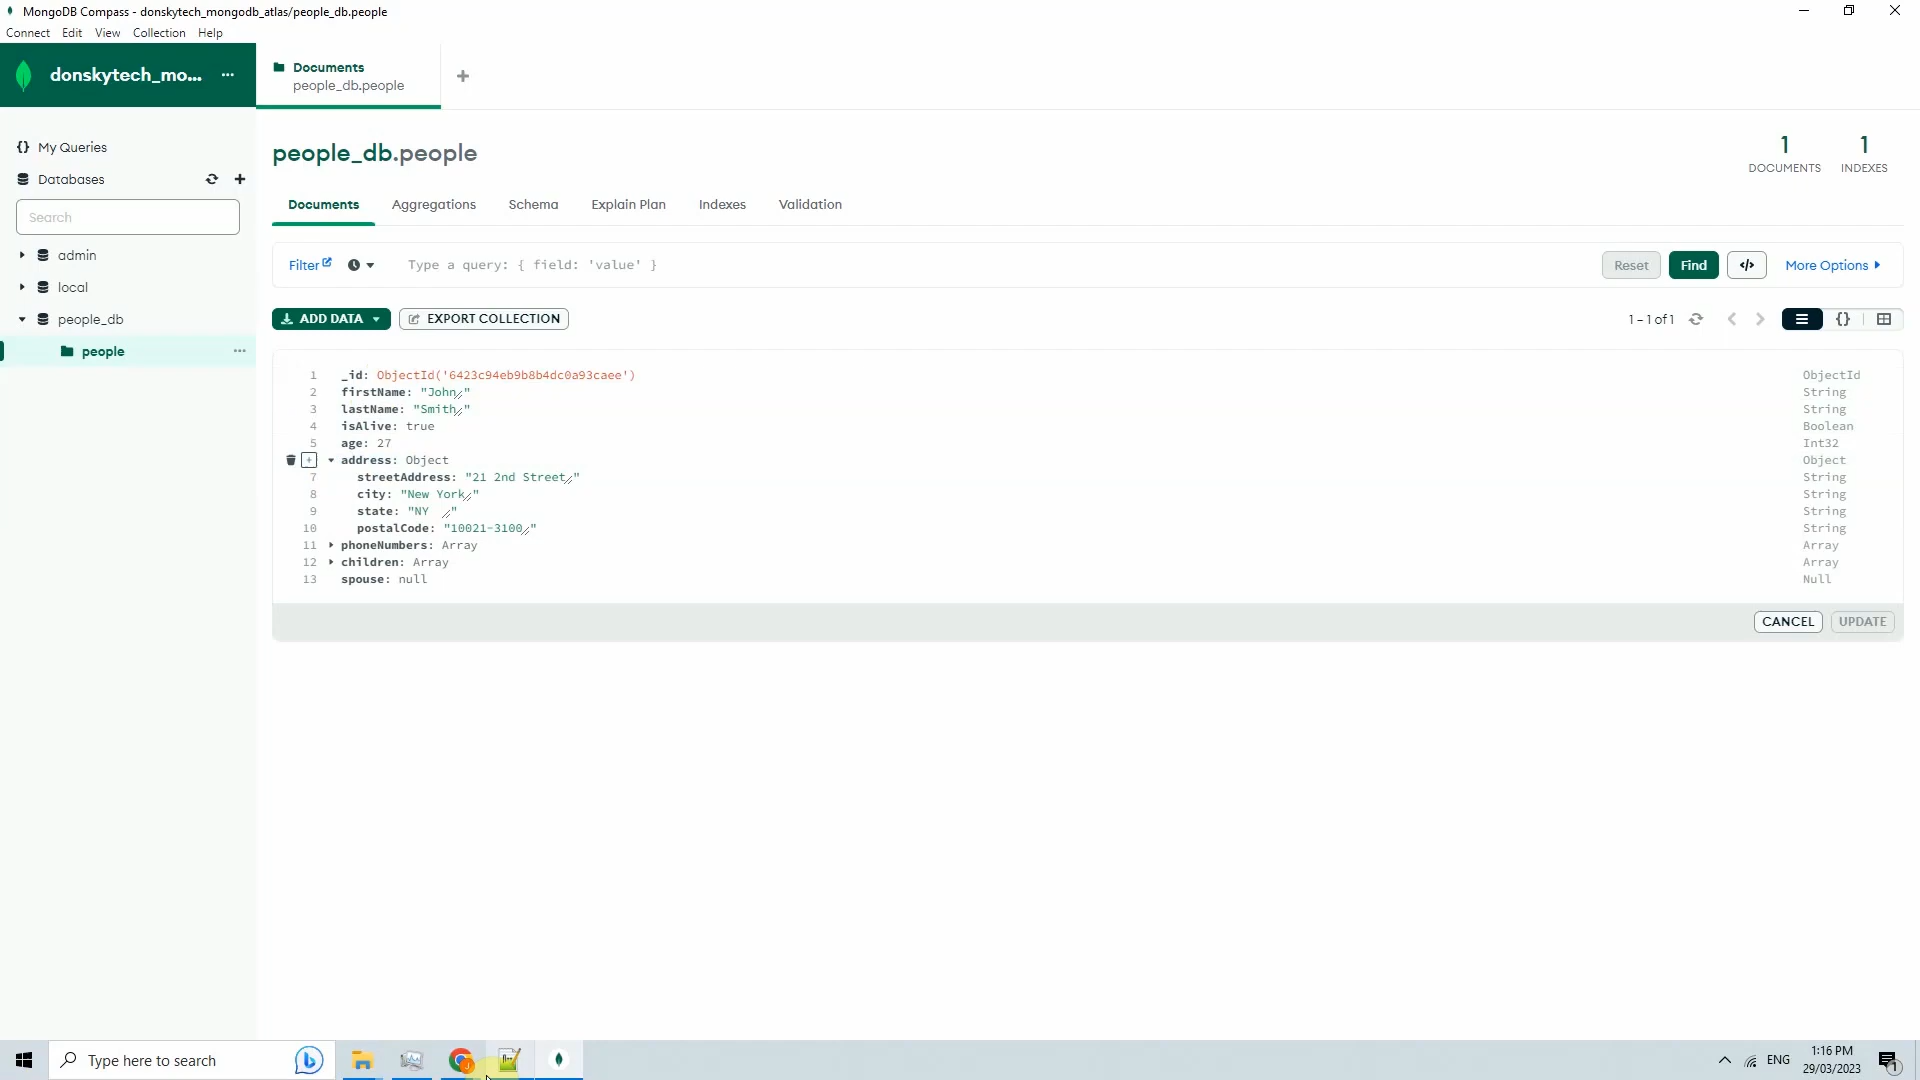 MongoDB Compass - donskytech_mongodb_atlas/people_db.people
Connect Edit View Collection Help
donskytech_mo... ...
Documents
people_db.people
+
{} My Queries
Databases
Search
admin
local
people_db
people ...
people_db.people
1
DOCUMENTS
1
INDEXES
Documents Aggregations Schema Explain Plan Indexes Validation
Filter Type a query: { field: 'value' } Reset Find </> More Options
ADD DATA EXPORT COLLECTION 1 – 1 of 1 {}
1 _id: ObjectId('6423c94eb9b8b4dc0a93caee') ObjectId
2 firstName: "John" String
3 lastName: "Smith" String
4 isAlive: true Boolean
5 age: 27 Int32
+ address: Object Object
7 streetAddress: "21 2nd Street" String
8 city: "New York" String
9 state: "NY" String
10 postalCode: "10021-3100" String
11 phoneNumbers: Array Array
12 children: Array Array
13 spouse: null Null
CANCEL UPDATE
Type here to search
ENG
1:16 PM
29/03/2023
1